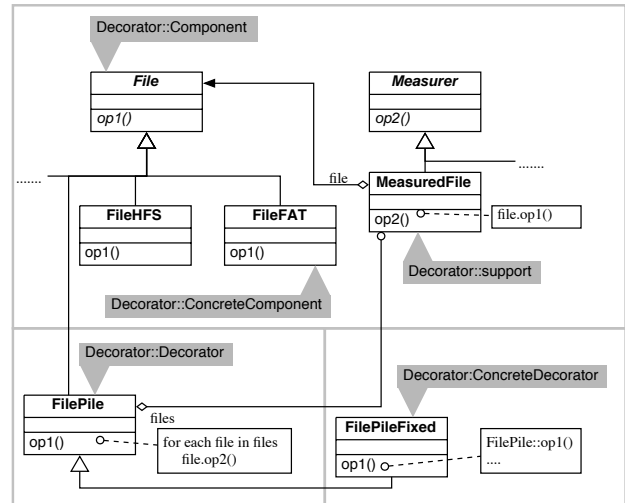 Decorator::Component
File
op1()
Measurer
op2()
.......
.......
file
FileHFS
op1()
FileFAT
op1()
MeasuredFile
op2()
file.op1()
Decorator::support
Decorator::ConcreteComponent
Decorator::Decorator
Decorator:ConcreteDecorator
FilePile
op1()
files
for each file in files
file.op2()
FilePileFixed
op1()
FilePile::op1()
....